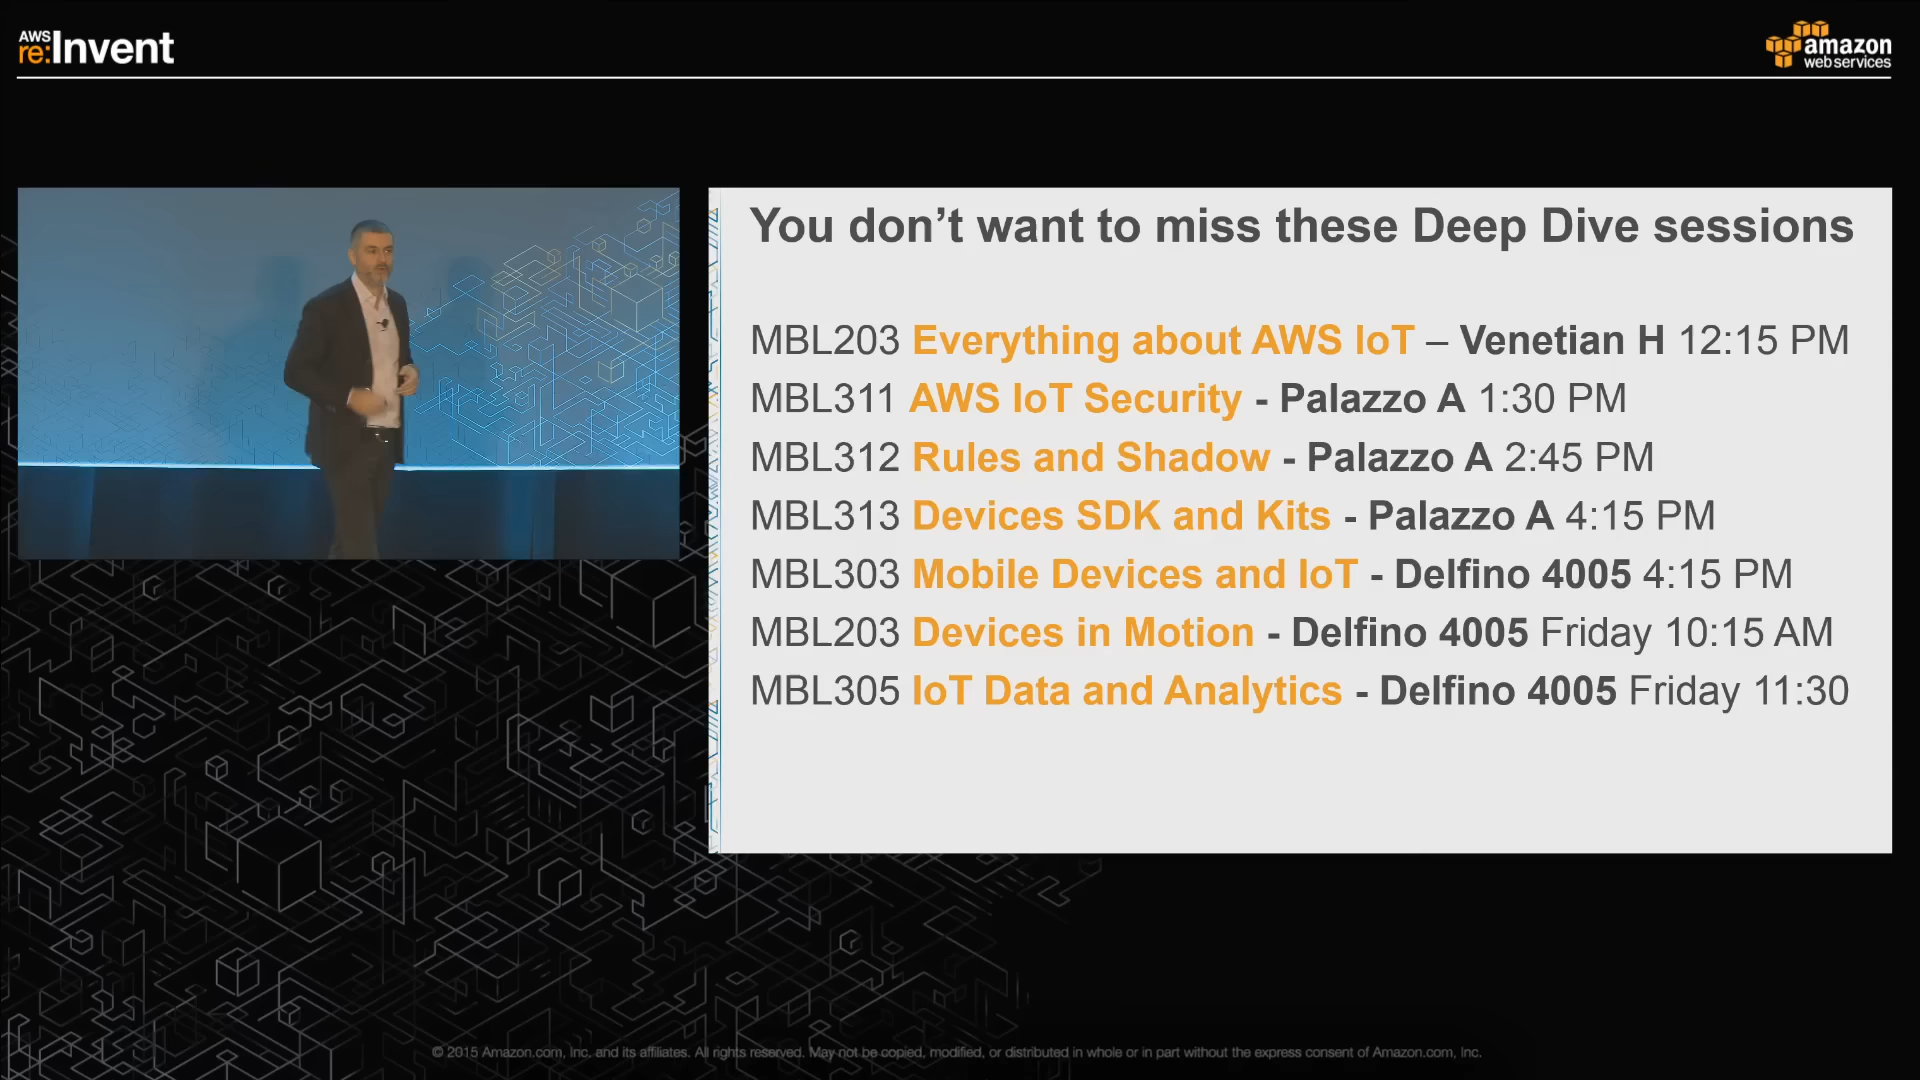 AWS
re:Invent
amazon
web services
You don’t want to miss these Deep Dive sessions
MBL203 Everything about AWS IoT – Venetian H 12:15 PM
MBL311 AWS IoT Security - Palazzo A 1:30 PM
MBL312 Rules and Shadow - Palazzo A 2:45 PM
MBL313 Devices SDK and Kits - Palazzo A 4:15 PM
MBL303 Mobile Devices and IoT - Delfino 4005 4:15 PM
MBL203 Devices in Motion - Delfino 4005 Friday 10:15 AM
MBL305 IoT Data and Analytics - Delfino 4005 Friday 11:30
© 2015 Amazon.com, Inc. and its affiliates. All rights reserved. May not be copied, modified, or distributed in whole or in part without the express consent of Amazon.com, Inc.